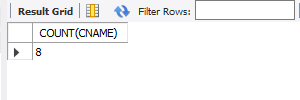 Result Grid Filter Rows:
COUNT(CNAME)
8